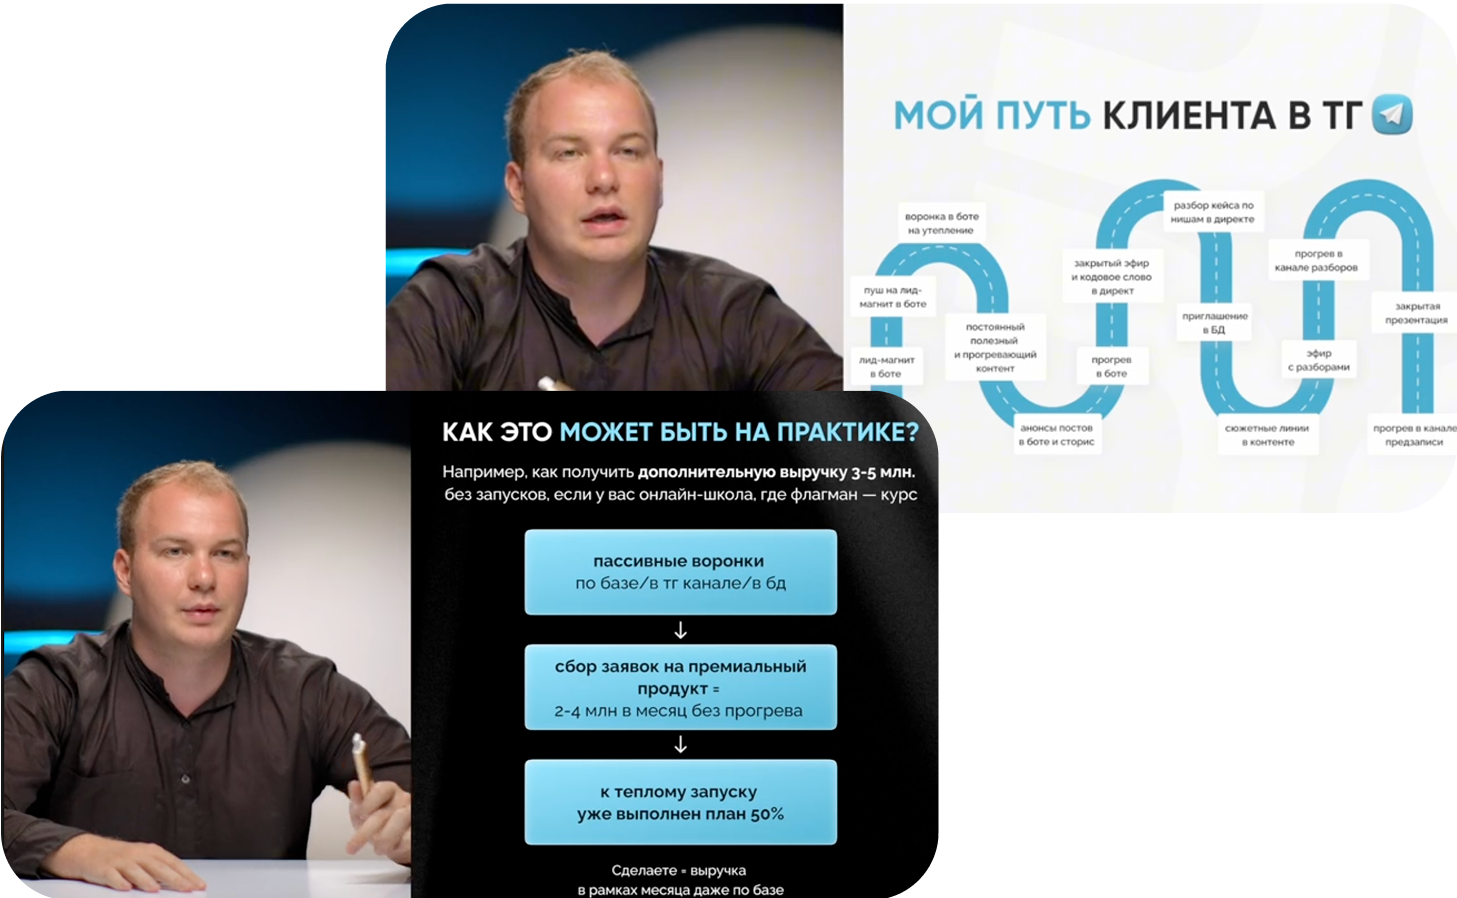 МОЙ ПУТЬ КЛИЕНТА В ТГ
воронка в боте
на утепление
пуш на лид-
магнит в боте
лид-магнит
в боте
постоянный
полезный
и прогревающий
контент
анонсы постов
в боте и сторис
закрытый эфир
и кодовое слово
в директ
прогрев
в боте
разбор кейса по
нишам в директе
приглашение
в БД
сюжетные линии
в контенте
прогрев в
канале разборов
эфир
с разборами
закрытая
презентация
прогрев в канале
предзаписи
КАК ЭТО МОЖЕТ БЫТЬ НА ПРАКТИКЕ?
Например, как получить дополнительную выручку 3-5 млн.
без запусков, если у вас онлайн-школа, где флагман — курс
пассивные воронки
по базе/в тг канале/в бд
↓
сбор заявок на премиальный
продукт =
2-4 млн в месяц без прогрева
↓
к теплому запуску
уже выполнен план 50%
Сделаете = выручка
в рамках месяца даже по базе